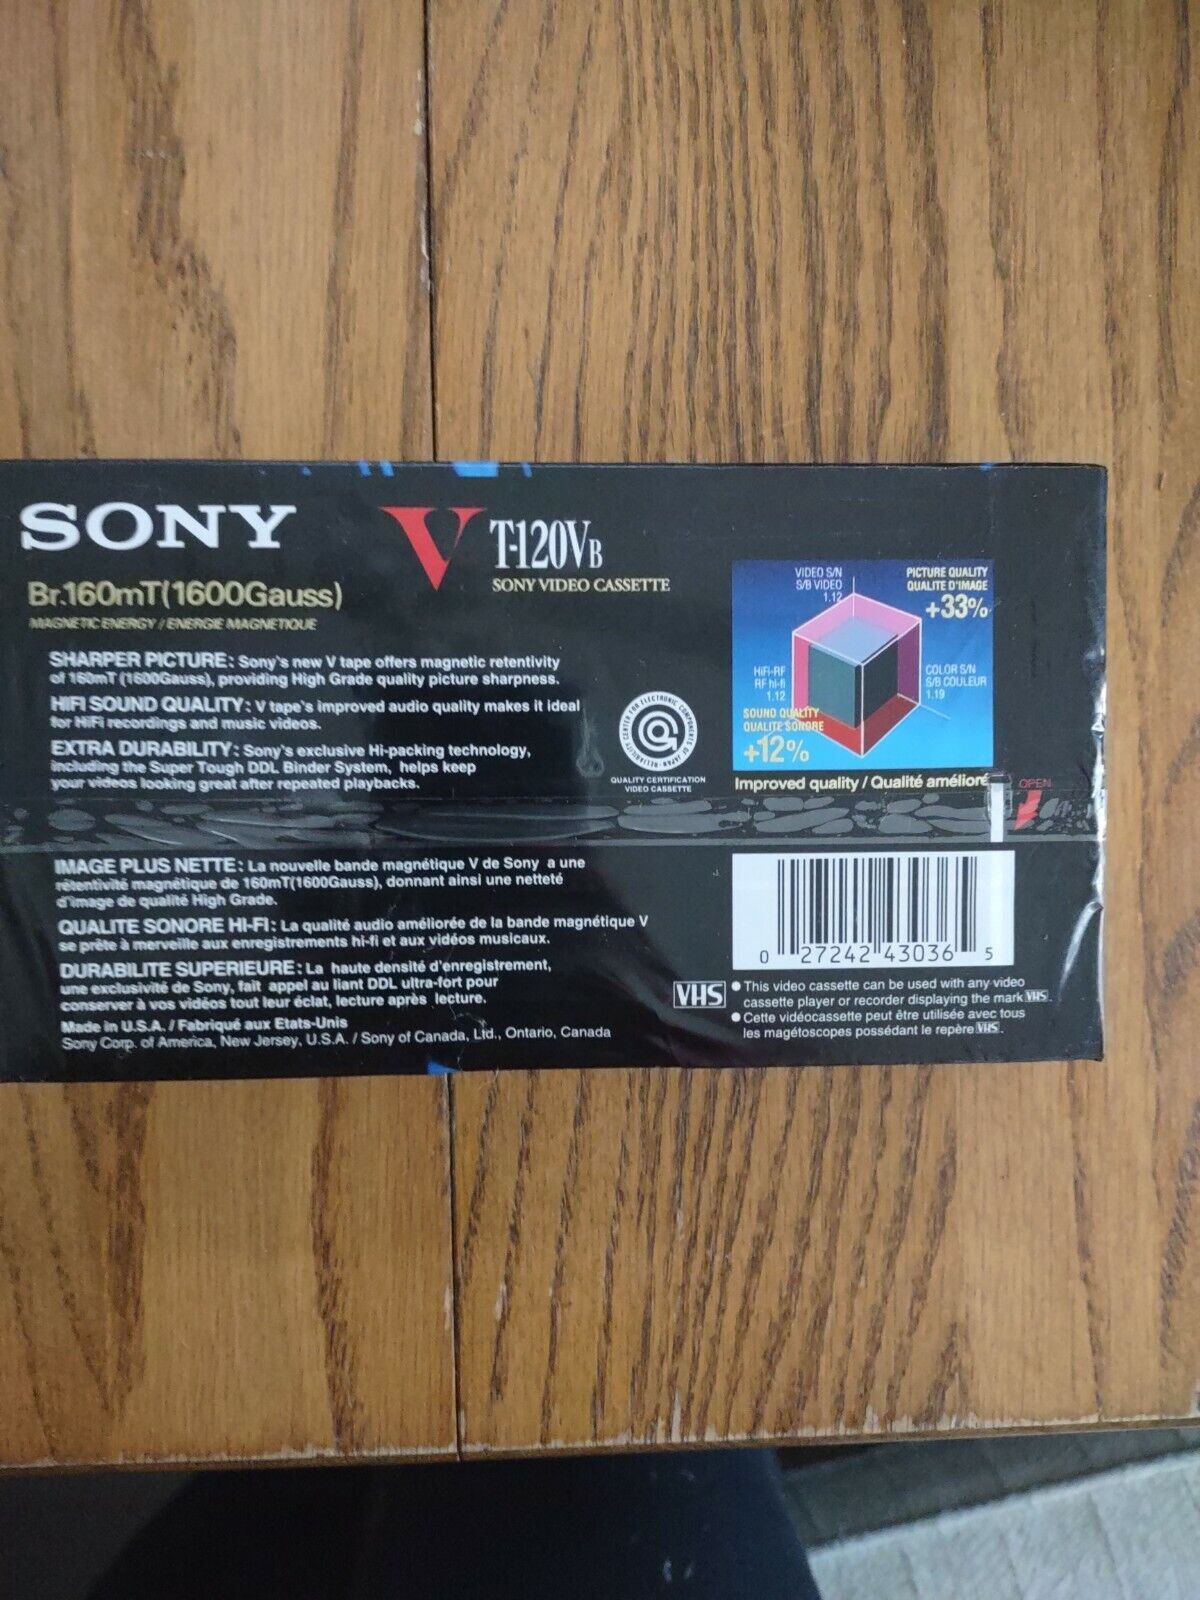 SONY
V T-120VB
SONY VIDEO CASSETTE
Br.160mT(1600Gauss)
MAGNETIC ENERGY / ENERGIE MAGNETIQUE
SHARPER PICTURE: Sony's new V tape offers magnetic retentivity
of 160mT (1600Gauss), providing High Grade quality picture sharpness.
HIFI SOUND QUALITY: V tape's improved audio quality makes it ideal
for HiFi recordings and music videos.
EXTRA DURABILITY: Sony's exclusive Hi-packing technology,
including the Super Tough DDL Binder System, helps keep
your videos looking great after repeated playbacks.
RELIABILITY CENTER FOR ELECTRONIC COMPONENTS OF JAPAN
QUALITY CERTIFICATION
VIDEO CASSETTE
VIDEO S/N
S/B VIDEO
1.12
PICTURE QUALITY
QUALITE D'IMAGE
+33%
HiFi-RF
RF hi-fi
1.12
COLOR S/N
S/B COULEUR
1.19
SOUND QUALITY
QUALITE SONORE
+12%
Improved quality / Qualité améliorée
OPEN
IMAGE PLUS NETTE: La nouvelle bande magnétique V de Sony a une
rétentivité magnétique de 160mT(1600Gauss), donnant ainsi une netteté
d'image de qualité High Grade.
QUALITE SONORE HI-FI: La qualité audio améliorée de la bande magnétique V
se prête à merveille aux enregistrements hi-fi et aux vidéos musicaux.
DURABILITE SUPERIEURE: La haute densité d'enregistrement,
une exclusivité de Sony, fait appel au liant DDL ultra-fort pour
conserver à vos vidéos tout leur éclat, lecture après lecture.
Made in U.S.A. / Fabriqué aux Etats-Unis
Sony Corp. of America, New Jersey, U.S.A. / Sony of Canada, Ltd., Ontario, Canada
0 27242 43036 5
VHS
● This video cassette can be used with any video
cassette player or recorder displaying the mark VHS.
● Cette vidéocassette peut être utilisée avec tous
les magétoscopes possédant le repère VHS.